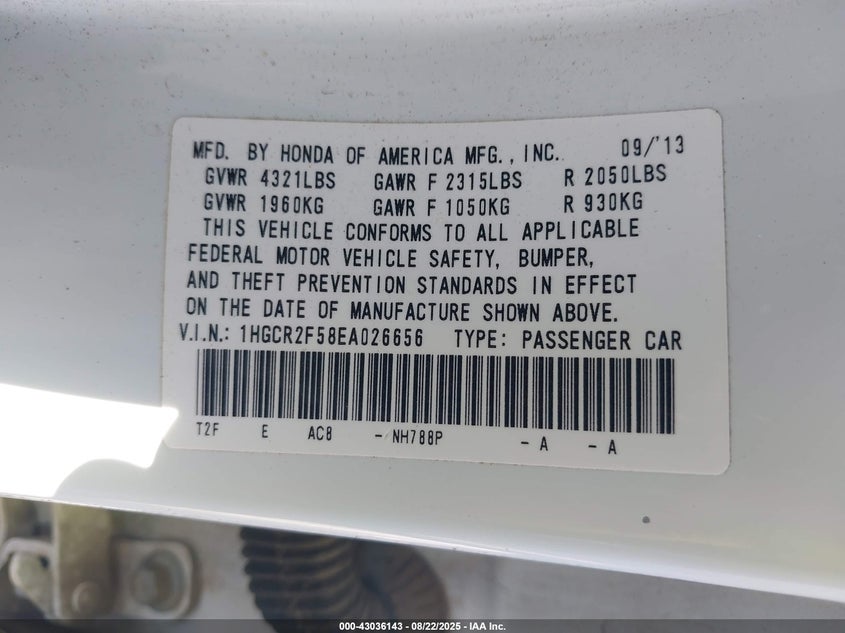 MFD. BY HONDA OF AMERICA MFG., INC. 09/'13
GVWR 4321LBS GAWR F 2315LBS R 2050LBS
GVWR 1960KG GAWR F 1050KG R 930KG
THIS VEHICLE CONFORMS TO ALL APPLICABLE
FEDERAL MOTOR VEHICLE SAFETY, BUMPER,
AND THEFT PREVENTION STANDARDS IN EFFECT
ON THE DATE OF MANUFACTURE SHOWN ABOVE.
V.I.N.: 1HGCR2F58EA026656 TYPE: PASSENGER CAR
T2F E AC8 - NH788P - A - A
000-43036143 - 08/22/2025 - IAA Inc.